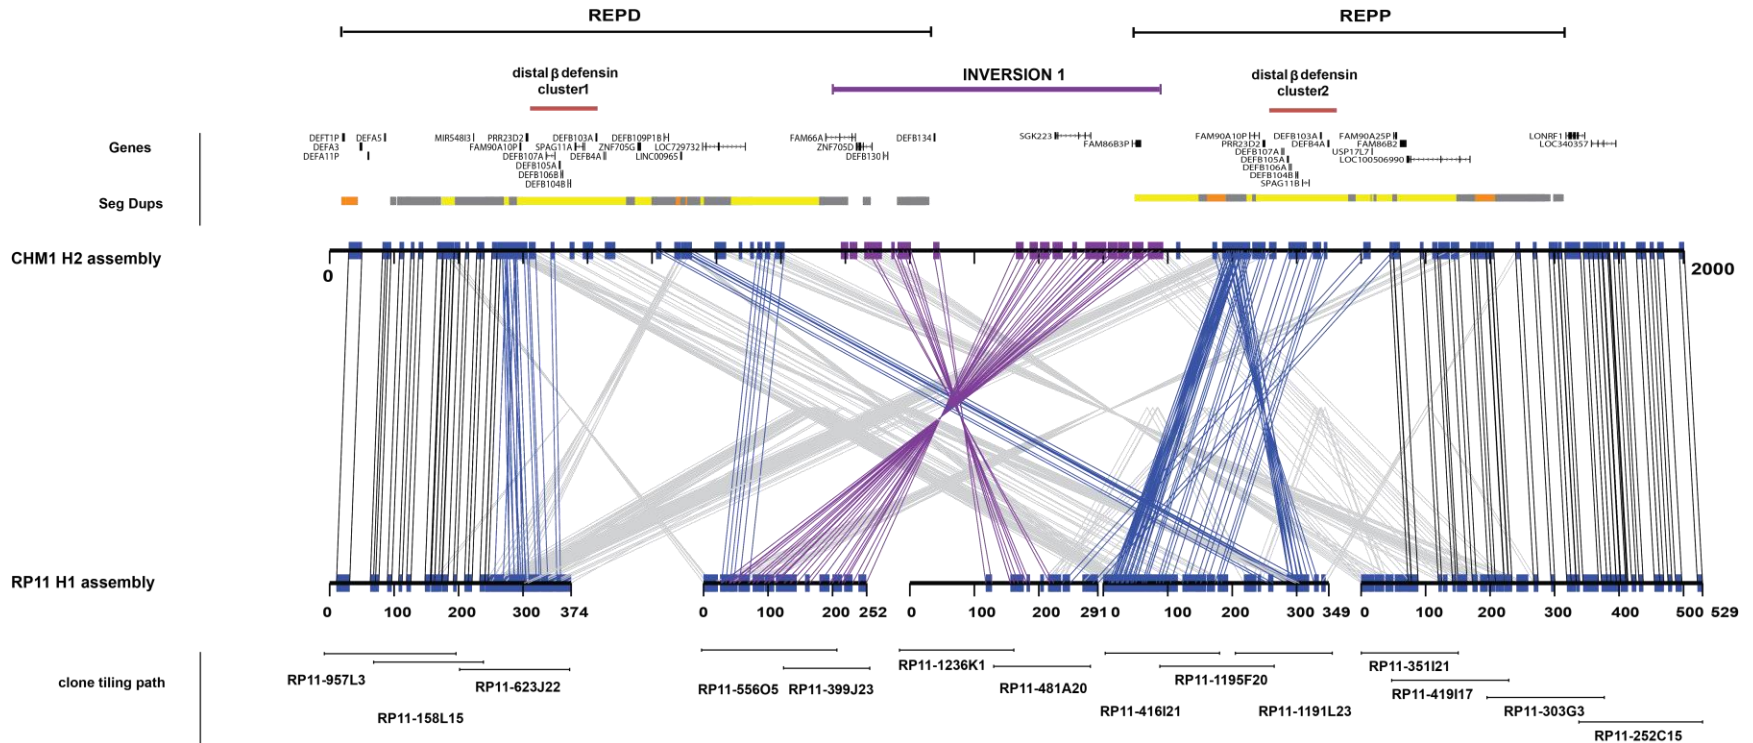 REPD
REPP
distal β defensin
cluster1
INVERSION 1
distal β defensin
cluster2
Genes
DEFT1P
DEFA5
MIR548I3
PRR23D2
DEFB103A
DEFB109P1B
FAM66A
DEFB134
SGK223
FAM90A10P
DEFB103A
FAM90A25P
LONRF1
DEFA3
FAM90A10P
SPAG11A
ZNF705G
LOC729732
ZNF705D
FAM86B3P
PRR23D2
DEFB4A
FAM86B2
LOC340357
DEFA11P
DEFB107A
DEFB4A
LINC00965
DEFB130
DEFB107A
USP17L7
DEFB105A
DEFB105A
LOC100506990
DEFB106B
DEFB106A
DEFB104B
DEFB104B
SPAG11B
Seg Dups
CHM1 H2 assembly
0
2000
RP11 H1 assembly
0 100 200 300 374
0 100 200 252
0 100 200 291
0 100 200 300 349
0 100 200 300 400 500 529
clone tiling path
RP11-957L3
RP11-623J22
RP11-158L15
RP11-556O5
RP11-399J23
RP11-1236K1
RP11-481A20
RP11-416I21
RP11-1195F20
RP11-1191L23
RP11-351I21
RP11-419I17
RP11-303G3
RP11-252C15